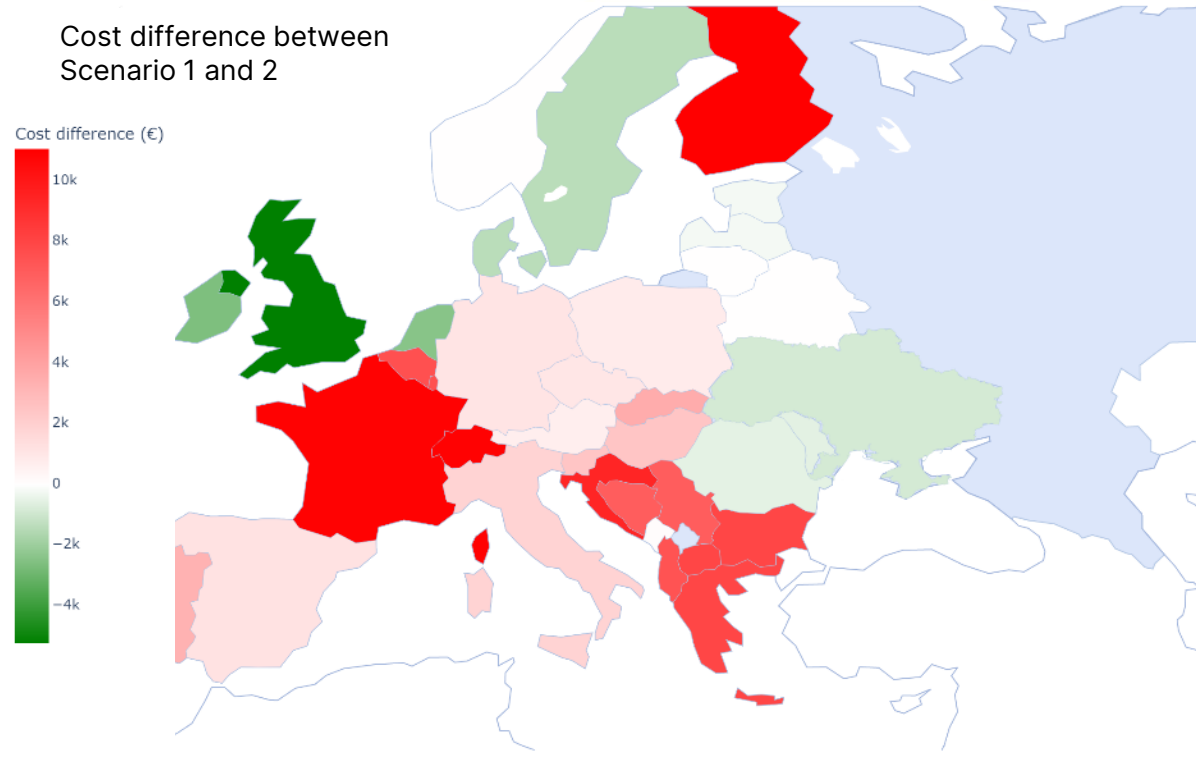 Cost difference between
Scenario 1 and 2
Cost difference (€)
10k
8k
6k
4k
2k
0
−2k
−4k